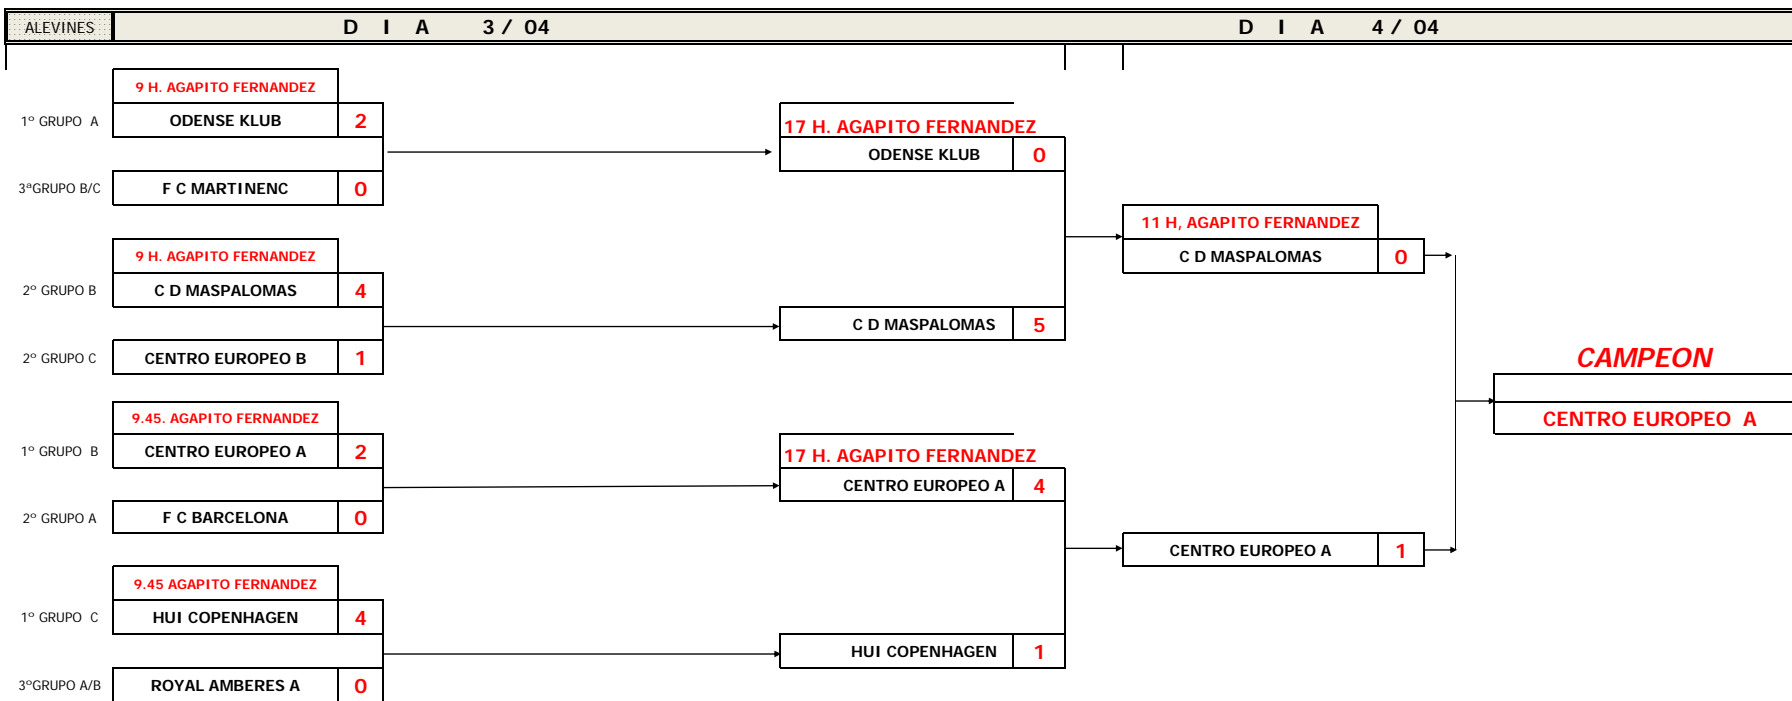 ALEVINES D I A 3 / 04 D I A 4 / 04
9 H. AGAPITO FERNANDEZ
1º GRUPO A ODENSE KLUB 2
3ªGRUPO B/C F C MARTINENC 0
9 H. AGAPITO FERNANDEZ
2º GRUPO B C D MASPALOMAS 4
2º GRUPO C CENTRO EUROPEO B 1
9.45. AGAPITO FERNANDEZ
1º GRUPO B CENTRO EUROPEO A 2
2º GRUPO A F C BARCELONA 0
9.45 AGAPITO FERNANDEZ
1º GRUPO C HUI COPENHAGEN 4
3ºGRUPO A/B ROYAL AMBERES A 0
17 H. AGAPITO FERNANDEZ
ODENSE KLUB 0
C D MASPALOMAS 5
17 H. AGAPITO FERNANDEZ
CENTRO EUROPEO A 4
HUI COPENHAGEN 1
11 H, AGAPITO FERNANDEZ
C D MASPALOMAS 0
CENTRO EUROPEO A 1
CAMPEON
CENTRO EUROPEO A